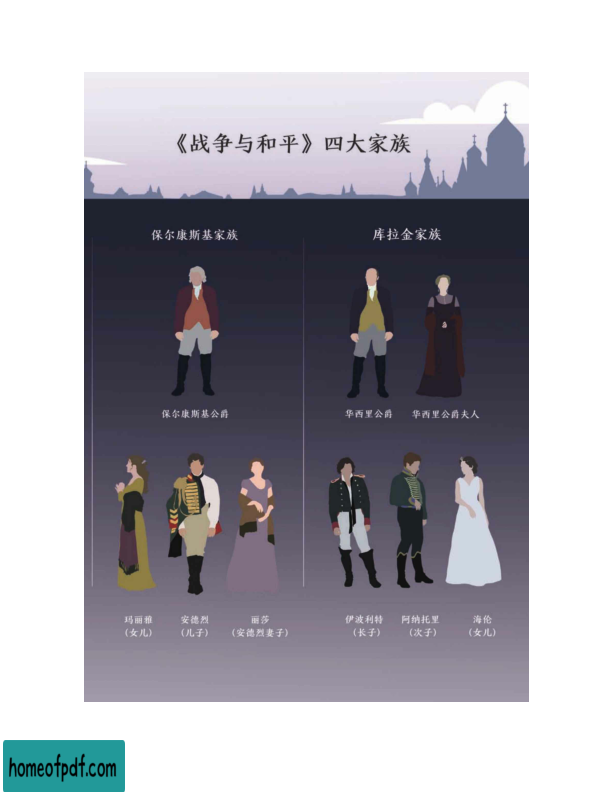 《战争与和平》四大家族
保尔康斯基家族
库拉金家族
保尔康斯基公爵
华西里公爵
华西里公爵夫人
玛丽雅
（女儿）
安德烈
（儿子）
丽莎
（安德烈妻子）
伊波利特
（长子）
阿纳托里
（次子）
海伦
（女儿）
homeofpdf.com